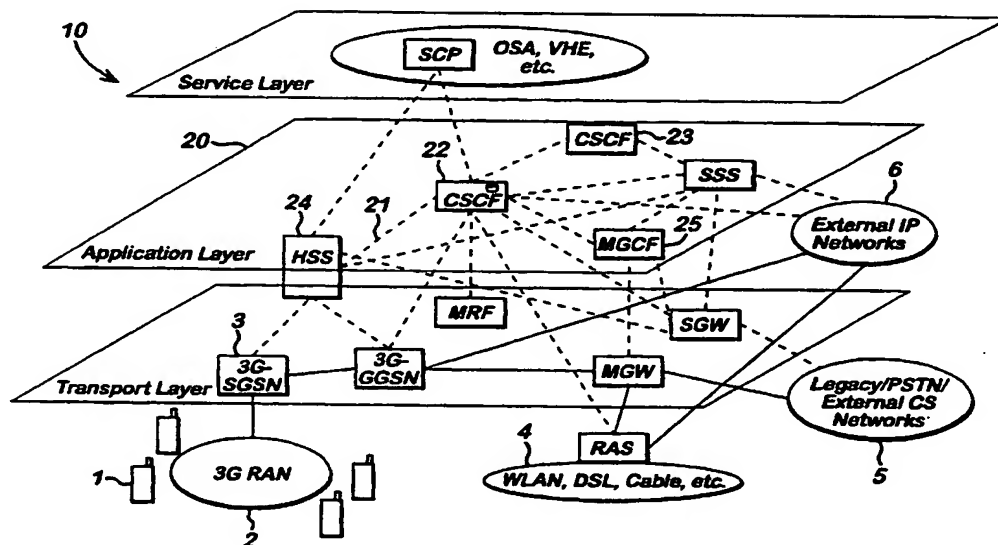 10
SCP
OSA, VHE,
etc.
Service Layer
20
22
CSCF
23
CSCF
SSS
6
24
21
HSS
MGCF
25
External IP
Networks
Application Layer
MRF
SGW
3
3G-
SGSN
3G-
GGSN
MGW
Transport Layer
Legacy/PSTN/
External CS
Networks
5
1
3G RAN
2
4
RAS
WLAN, DSL, Cable, etc.